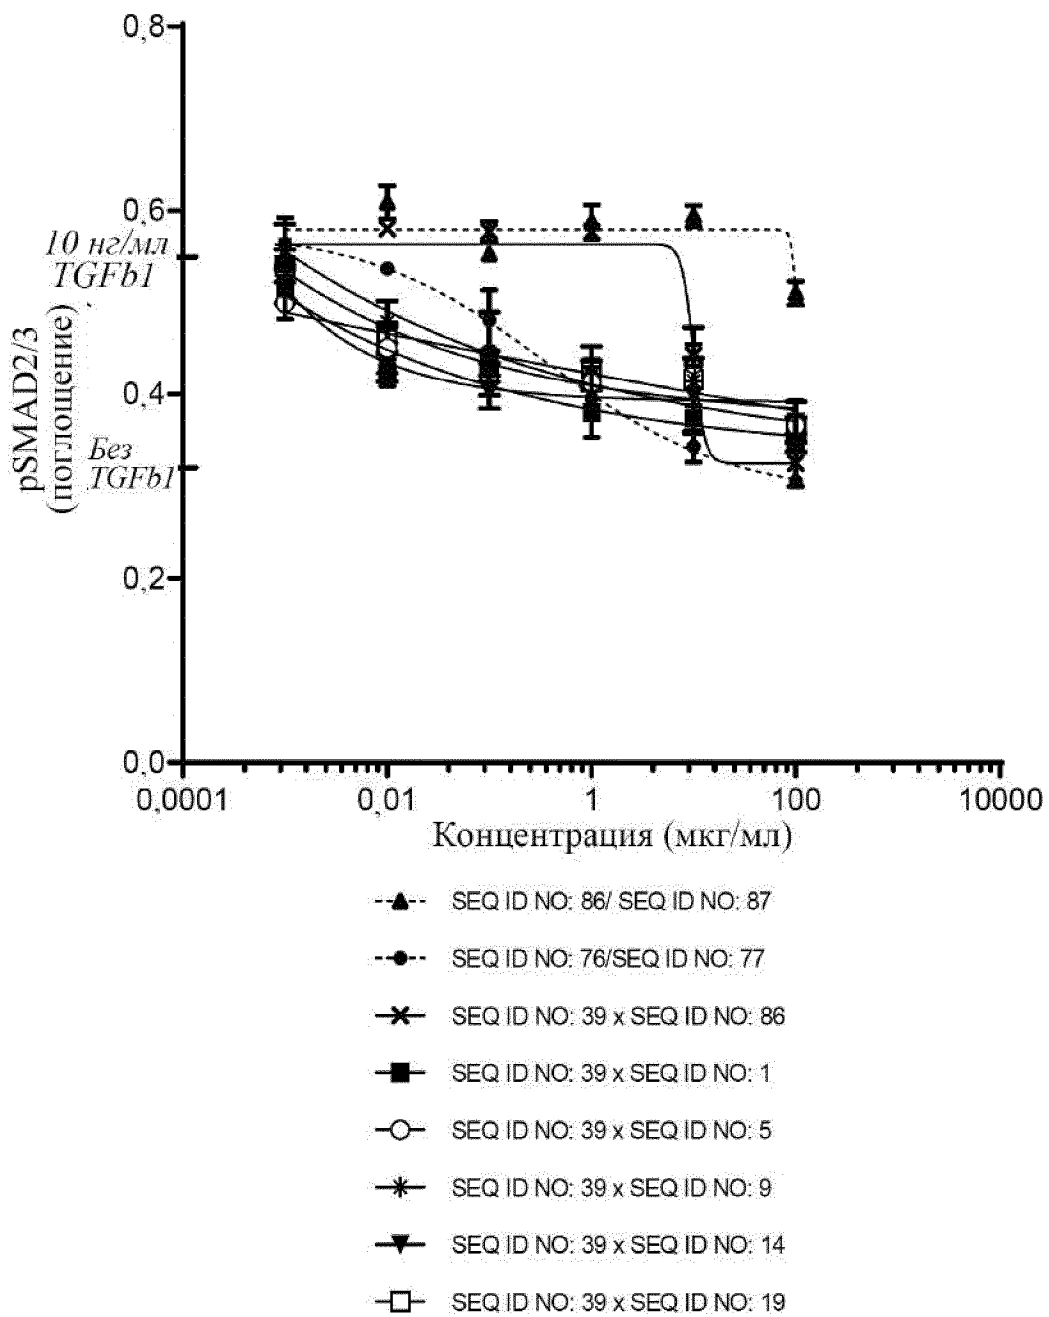 0,8
0,6
10 нг/мл
TGFb1
pSMAD2/3
(поглощение)
0,4
Без
TGFb1
0,2
0,0
0,0001 0,01 1 100 10000
Концентрация (мкг/мл)
SEQ ID NO: 86/ SEQ ID NO: 87
SEQ ID NO: 76/SEQ ID NO: 77
SEQ ID NO: 39 x SEQ ID NO: 86
SEQ ID NO: 39 x SEQ ID NO: 1
SEQ ID NO: 39 x SEQ ID NO: 5
SEQ ID NO: 39 x SEQ ID NO: 9
SEQ ID NO: 39 x SEQ ID NO: 14
SEQ ID NO: 39 x SEQ ID NO: 19